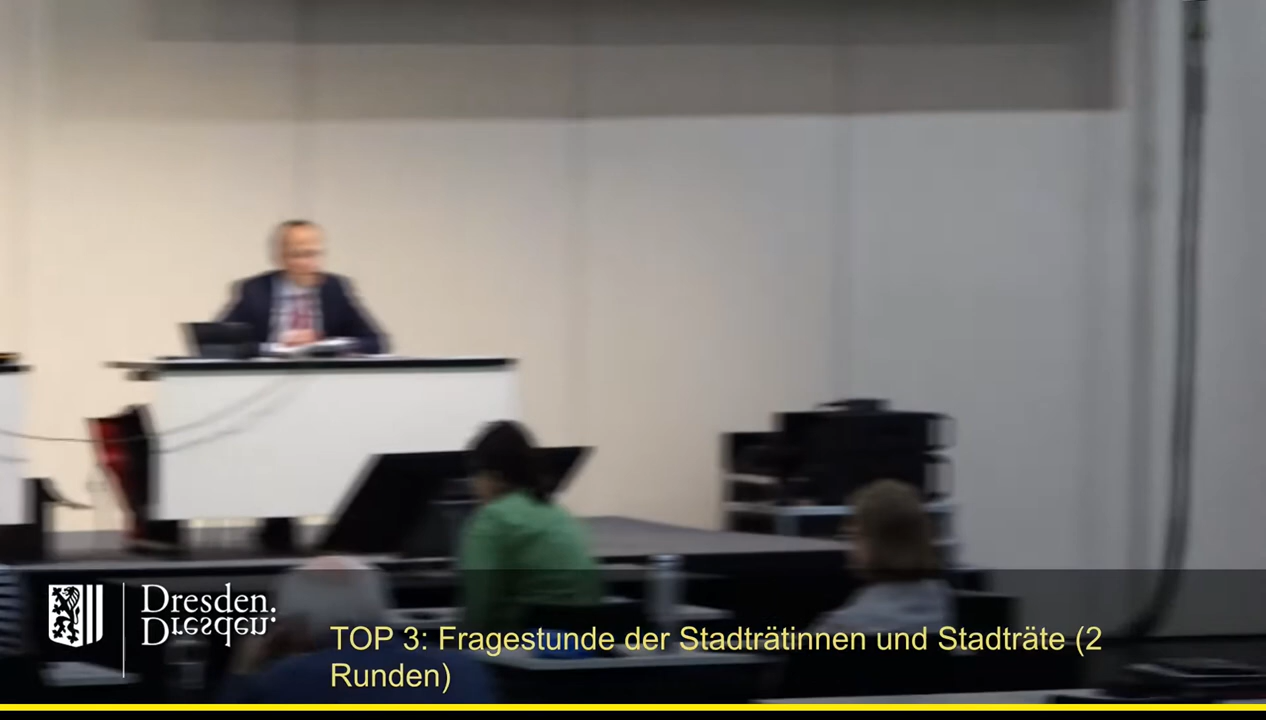 Dresden.
Dresden.
TOP 3: Fragestunde der Stadträtinnen und Stadträte (2
Runden)